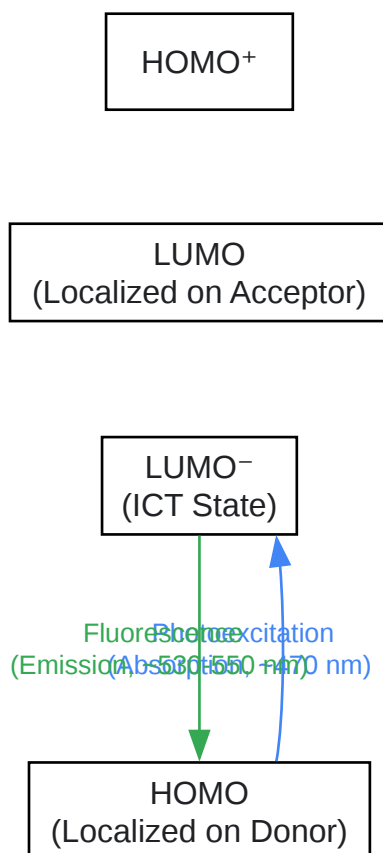 HOMO⁺
LUMO
(Localized on Acceptor)
LUMO⁻
(ICT State)
Fluorescence
(Emission, ~530-550 nm)
Photoexcitation
(Absorption, ~470 nm)
HOMO
(Localized on Donor)